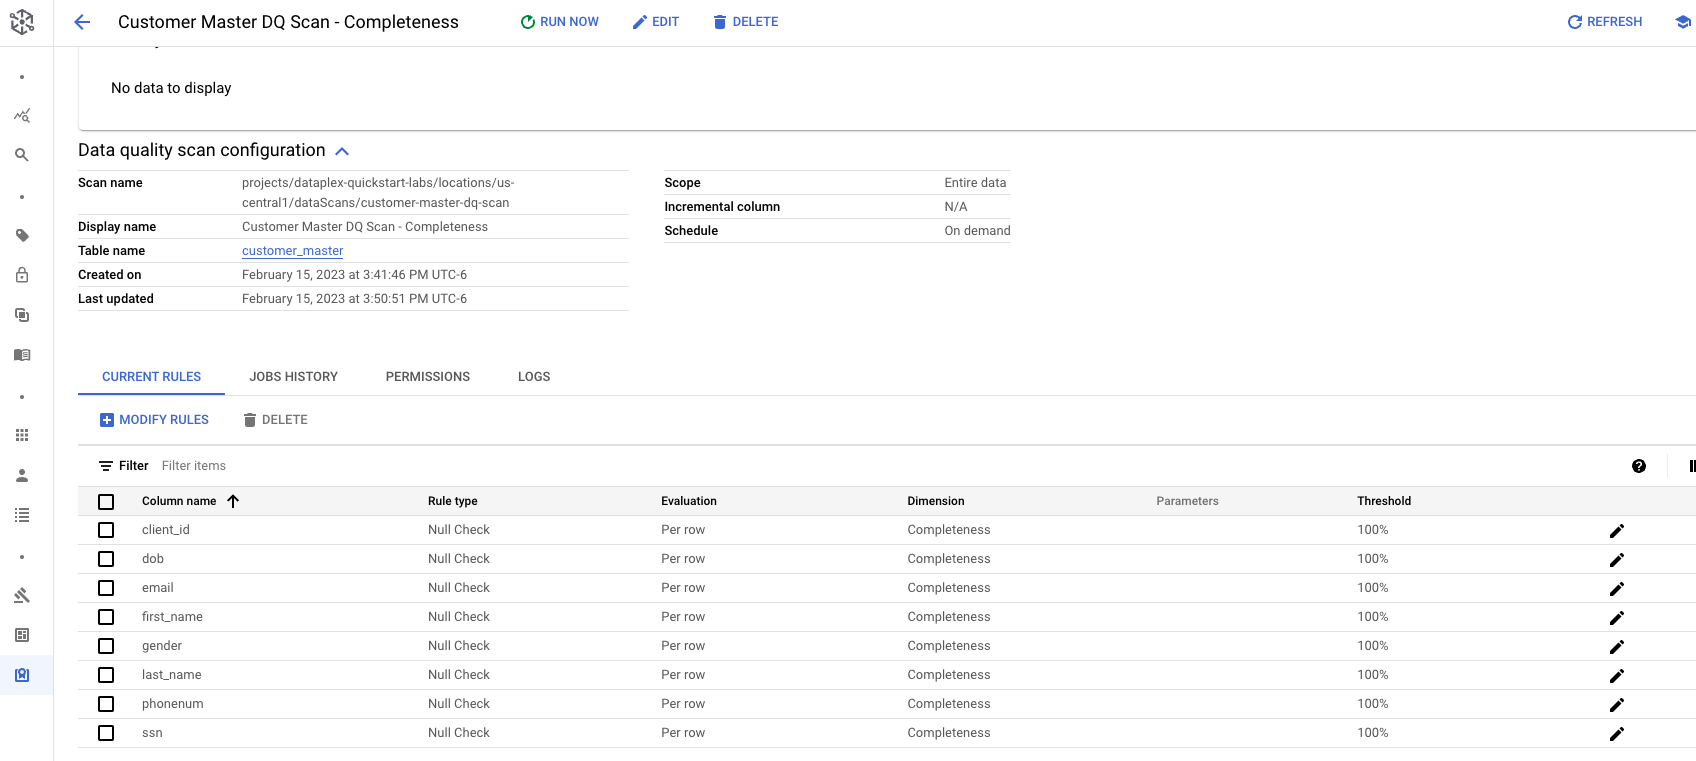 Customer Master DQ Scan - Completeness RUN NOW EDIT DELETE REFRESH
No data to display
Data quality scan configuration
Scan name projects/dataplex-quickstart-labs/locations/us-
central1/dataScans/customer-master-dq-scan
Display name Customer Master DQ Scan - Completeness
Table name customer_master
Created on February 15, 2023 at 3:41:46 PM UTC-6
Last updated February 15, 2023 at 3:50:51 PM UTC-6
Scope Entire data
Incremental column N/A
Schedule On demand
CURRENT RULES JOBS HISTORY PERMISSIONS LOGS
MODIFY RULES DELETE
Filter Filter items
Column name Rule type Evaluation Dimension Parameters Threshold
client_id Null Check Per row Completeness 100%
dob Null Check Per row Completeness 100%
email Null Check Per row Completeness 100%
first_name Null Check Per row Completeness 100%
gender Null Check Per row Completeness 100%
last_name Null Check Per row Completeness 100%
phonenum Null Check Per row Completeness 100%
ssn Null Check Per row Completeness 100%